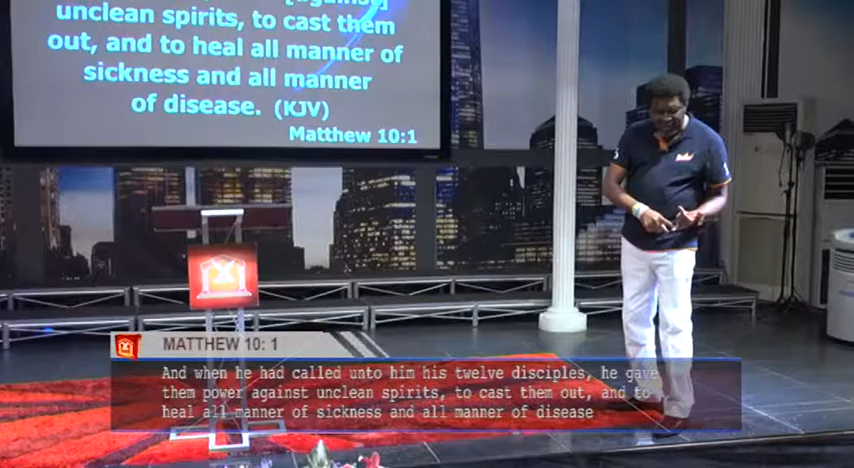 unclean spirits, to cast them
out, and to heal all manner of
sickness and all manner
of disease. (KJV)
Matthew 10:1
MATTHEW 10: 1
And when he had called unto him his twelve disciples, he gave
them power against unclean spirits, to cast them out, and to
heal all manner of sickness and all manner of disease